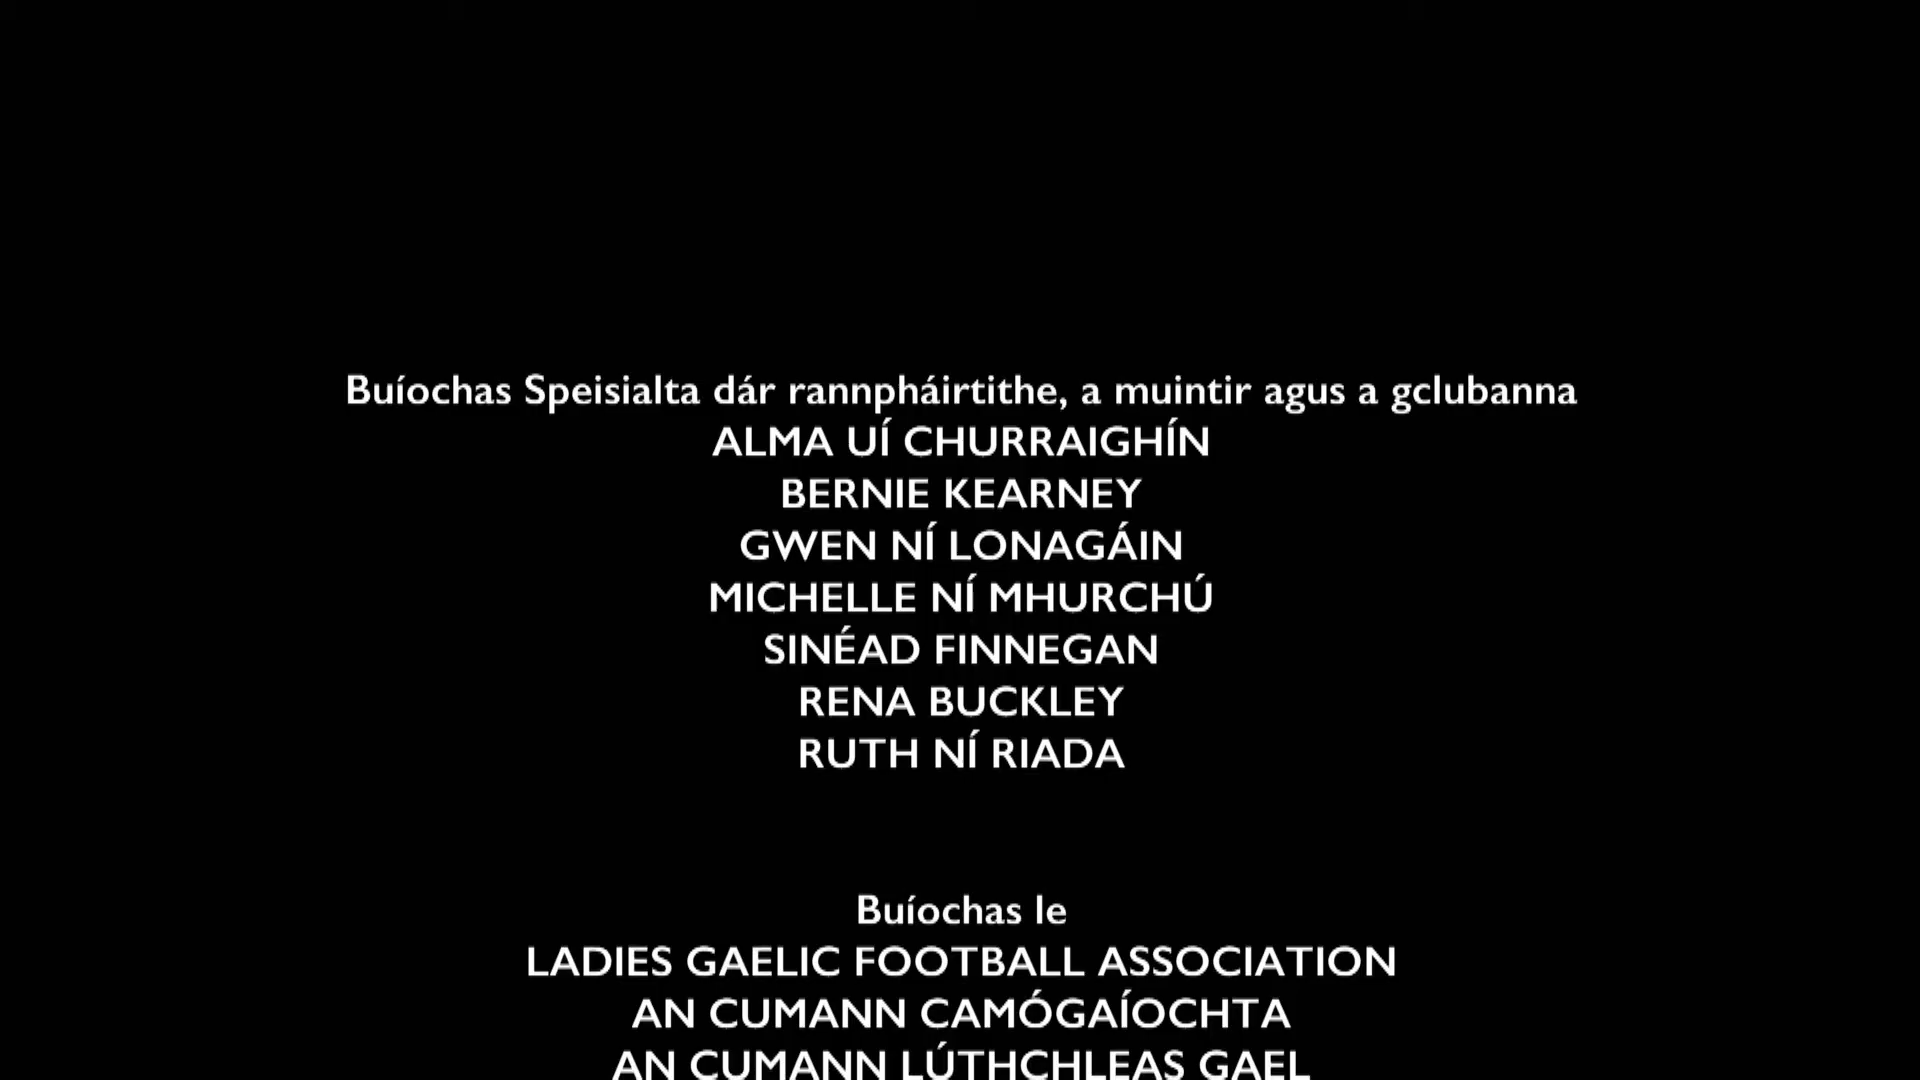 Buíochas Speisialta dár rannpháirtithe, a muintir agus a gclubanna
ALMA UÍ CHURRAIGHÍN
BERNIE KEARNEY
GWEN NÍ LONAGÁIN
MICHELLE NÍ MHURCHÚ
SINÉAD FINNEGAN
RENA BUCKLEY
RUTH NÍ RIADA
Buíochas le
LADIES GAELIC FOOTBALL ASSOCIATION
AN CUMANN CAMÓGAÍOCHTA
AN CUMANN LÚTHCHLEAS GAEL